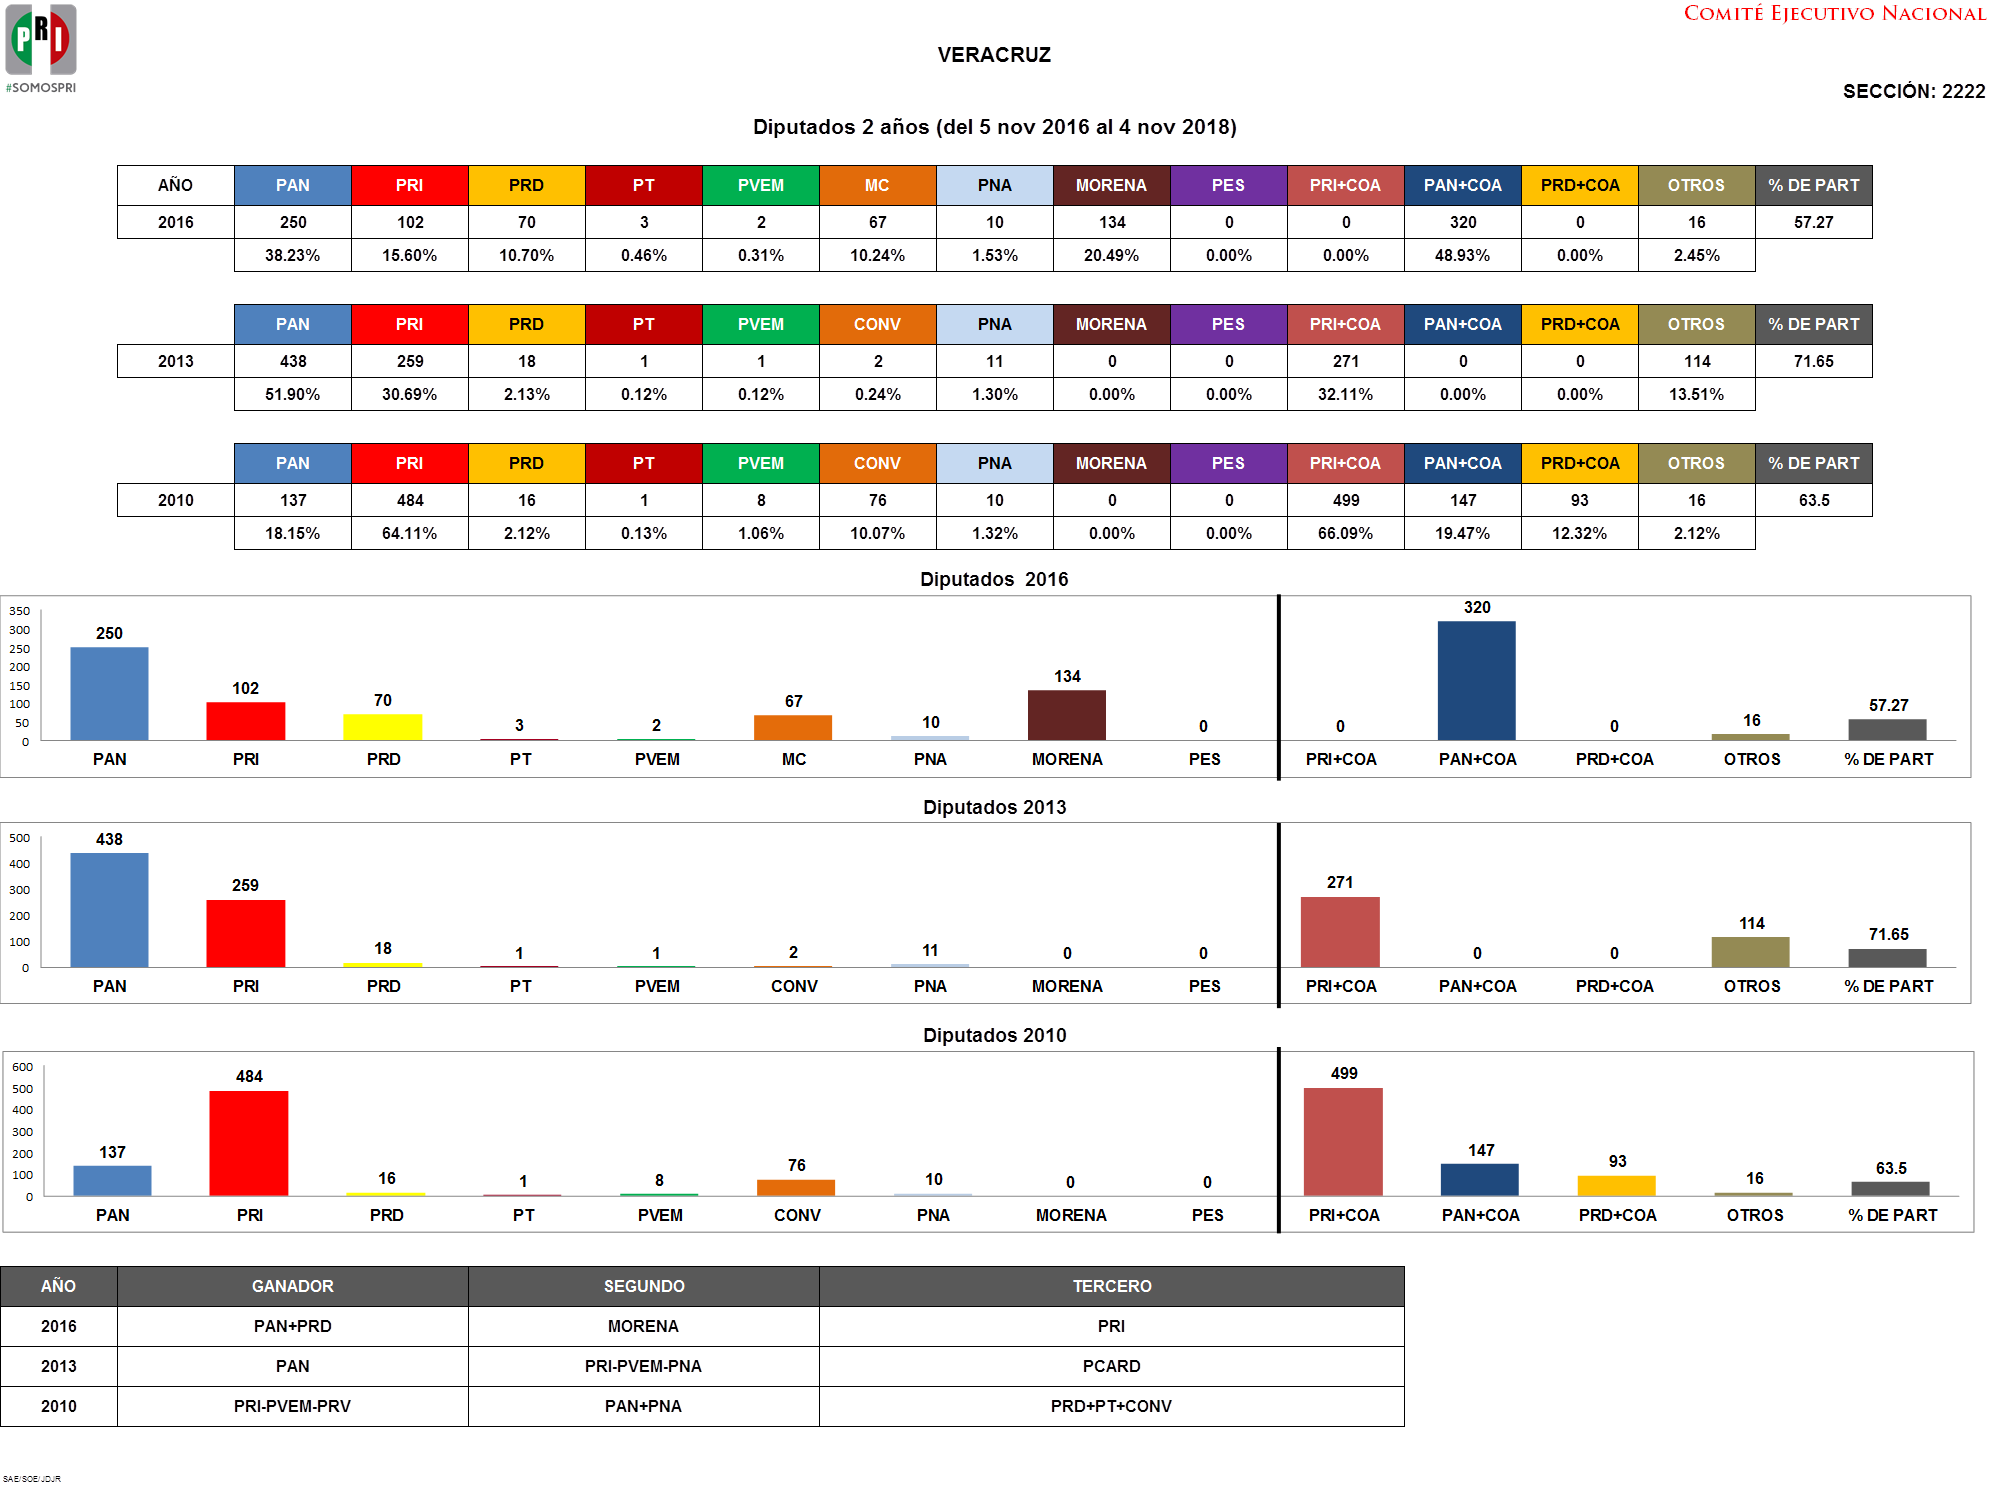 PRI
#SOMOSPRI
COMITÉ EJECUTIVO NACIONAL
VERACRUZ
SECCIÓN: 2222
Diputados 2 años (del 5 nov 2016 al 4 nov 2018)
AÑO PAN PRI PRD PT PVEM MC PNA MORENA PES PRI+COA PAN+COA PRD+COA OTROS % DE PART
2016 250 102 70 3 2 67 10 134 0 0 320 0 16 57.27
38.23% 15.60% 10.70% 0.46% 0.31% 10.24% 1.53% 20.49% 0.00% 0.00% 48.93% 0.00% 2.45%
PAN PRI PRD PT PVEM CONV PNA MORENA PES PRI+COA PAN+COA PRD+COA OTROS % DE PART
2013 438 259 18 1 1 2 11 0 0 271 0 0 114 71.65
51.90% 30.69% 2.13% 0.12% 0.12% 0.24% 1.30% 0.00% 0.00% 32.11% 0.00% 0.00% 13.51%
PAN PRI PRD PT PVEM CONV PNA MORENA PES PRI+COA PAN+COA PRD+COA OTROS % DE PART
2010 137 484 16 1 8 76 10 0 0 499 147 93 16 63.5
18.15% 64.11% 2.12% 0.13% 1.06% 10.07% 1.32% 0.00% 0.00% 66.09% 19.47% 12.32% 2.12%
Diputados 2016
350
300
250
200
150
100
50
0
250 102 70 3 2 67 10 134 0 0 320 0 16 57.27
PAN PRI PRD PT PVEM MC PNA MORENA PES PRI+COA PAN+COA PRD+COA OTROS % DE PART
Diputados 2013
500
400
300
200
100
0
438 259 18 1 1 2 11 0 0 271 0 0 114 71.65
PAN PRI PRD PT PVEM CONV PNA MORENA PES PRI+COA PAN+COA PRD+COA OTROS % DE PART
Diputados 2010
600
500
400
300
200
100
0
137 484 16 1 8 76 10 0 0 499 147 93 16 63.5
PAN PRI PRD PT PVEM CONV PNA MORENA PES PRI+COA PAN+COA PRD+COA OTROS % DE PART
AÑO GANADOR SEGUNDO TERCERO
2016 PAN+PRD MORENA PRI
2013 PAN PRI-PVEM-PNA PCARD
2010 PRI-PVEM-PRV PAN+PNA PRD+PT+CONV
SAE/SOE/JDJR